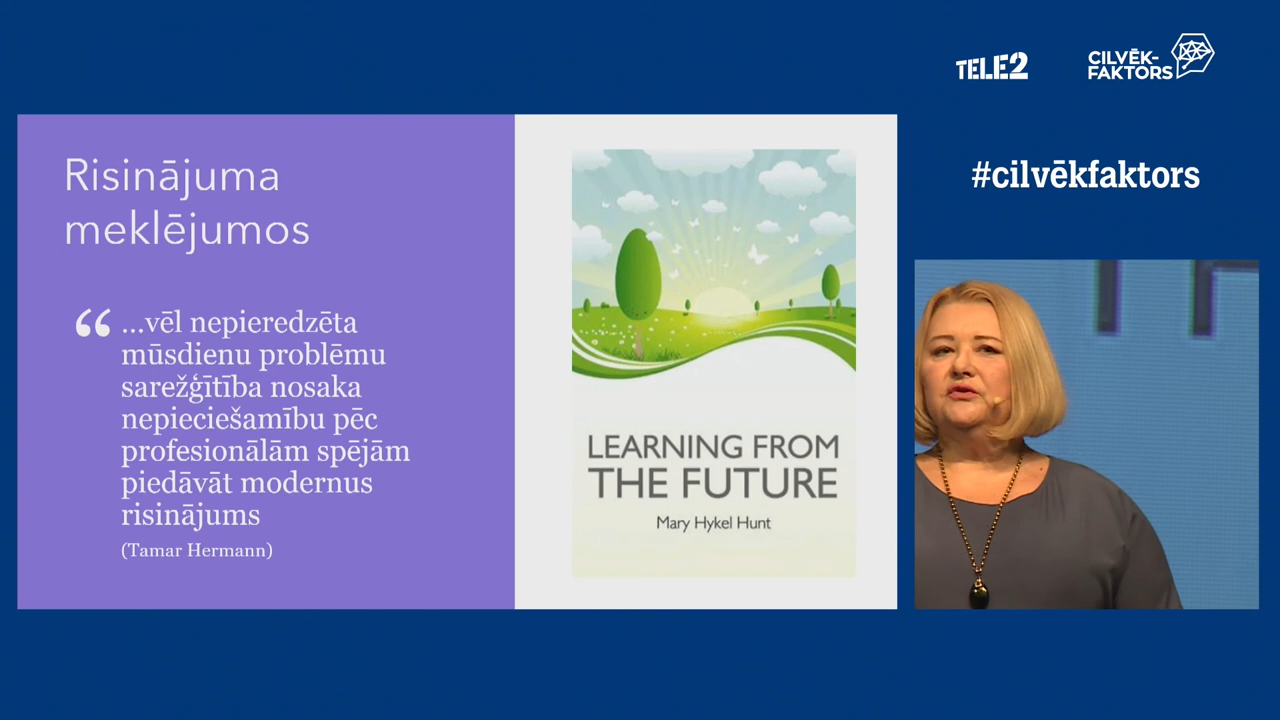 TELE2
CILVĒK-
FAKTORS
#cilvēkfaktors
Risinājuma
meklējumos
“ ...vēl nepieredzēta
mūsdienu problēmu
sarežģītība nosaka
nepieciešamību pēc
profesionālām spējām
piedāvāt modernus
risinājums
(Tamar Hermann)
LEARNING FROM
THE FUTURE
Mary Hykel Hunt